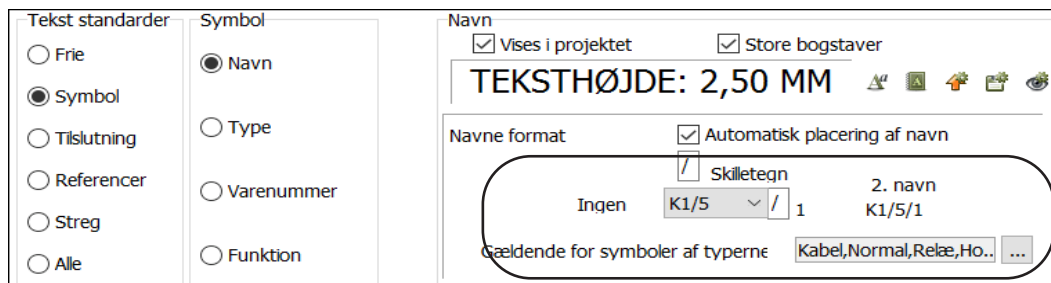 Tekst standarder
Frie
Symbol
Tilslutning
Referencer
Streg
Alle
Symbol
Navn
Type
Varenummer
Funktion
Navn
Vises i projektet Store bogstaver
TEKSTHØJDE: 2,50 MM
Navne format Automatisk placering af navn
/ Skilletegn
Ingen K1/5 / 1
2. navn
K1/5/1
Gældende for symboler af typerne Kabel,Normal,Relæ,Ho.. ...